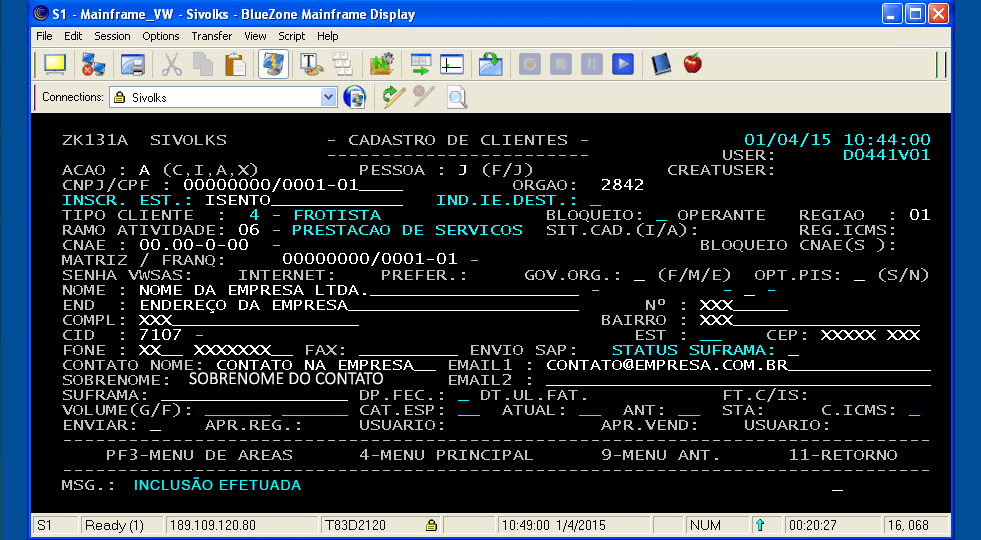 S1 - Mainframe_VW - Sivolks - BlueZone Mainframe Display
File Edit Session Options Transfer View Script Help
Connections: Sivolks
ZK131A SIVOLKS - CADASTRO DE CLIENTES - 01/04/15 10:44:00
------------------------ USER: D0441V01
ACAO : A (C,I,A,X) PESSOA : J (F/J) CREATUSER:
CNPJ/CPF : 00000000/0001-01____ ORGAO: 2842
INSCR. EST.: ISENTO____________ IND.IE.DEST.: _
TIPO CLIENTE : 4 - FROTISTA BLOQUEIO: _ OPERANTE REGIAO : 01
RAMO ATIVIDADE: 06 - PRESTACAO DE SERVICOS SIT.CAD.(I/A): REG.ICMS:
CNAE : 00.00-0-00 - BLOQUEIO CNAE(S ):
MATRIZ / FRANQ: 00000000/0001-01 -
SENHA VWSAS: INTERNET: PREFER.: GOV.ORG.: _ (F/M/E) OPT.PIS: _ (S/N)
NOME : NOME DA EMPRESA LTDA.___________________ - - _ -
END : ENDEREÇO DA EMPRESA_____________________ Nº : XXX_____
COMPL: XXX_________________ BAIRRO : XXX_________________
CID : 7107 - EST : __ CEP: XXXXX XXX
FONE : XX__ XXXXXXX__ FAX: __________ ENVIO SAP: STATUS SUFRAMA: _
CONTATO NOME: CONTATO NA EMPRESA__ EMAIL1 : CONTATO@EMPRESA.COM.BR_____________
SOBRENOME: SOBRENOME DO CONTATO EMAIL2 : ___________________________________
SUFRAMA: _________________ DP.FEC.: _ DT.UL.FAT. FT.C/IS:
VOLUME(G/F): ______ ______ CAT.ESP: __ ATUAL: __ ANT: __ STA: C.ICMS: _
ENVIAR: _ APR.REG.: USUARIO: APR.VEND: USUARIO:
-------------------------------------------------------------------------------
PF3-MENU DE AREAS 4-MENU PRINCIPAL 9-MENU ANT. 11-RETORNO
-------------------------------------------------------------------------------
MSG.: INCLUSÃO EFETUADA _
S1 Ready (1) 189.109.120.80 T83D2120 10:49:00 1/4/2015 NUM 00:20:27 16, 068